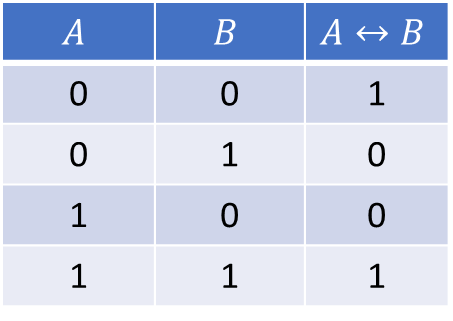 A B A ↔ B
0 0 1
0 1 0
1 0 0
1 1 1